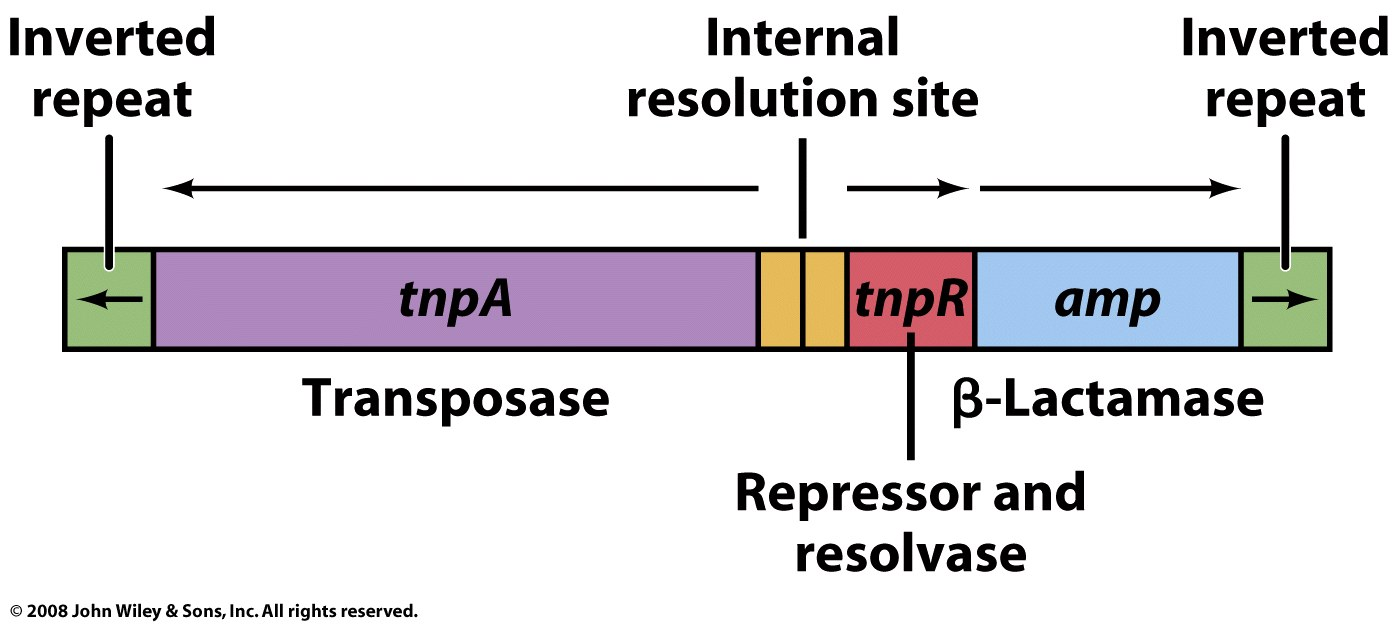 Inverted
repeat
Internal
resolution site
Inverted
repeat
tnpA
tnpR
amp
Transposase
β-Lactamase
Repressor and
resolvase
© 2008 John Wiley & Sons, Inc. All rights reserved.